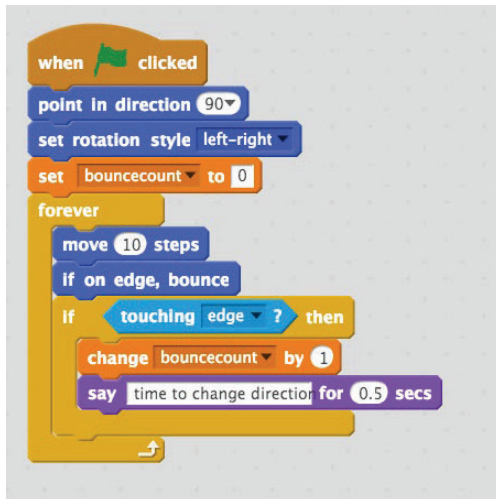 when clicked
point in direction 90
set rotation style left-right
set bouncecount to 0
forever
move 10 steps
if on edge, bounce
if touching edge ? then
change bouncecount by 1
say time to change direction for 0.5 secs